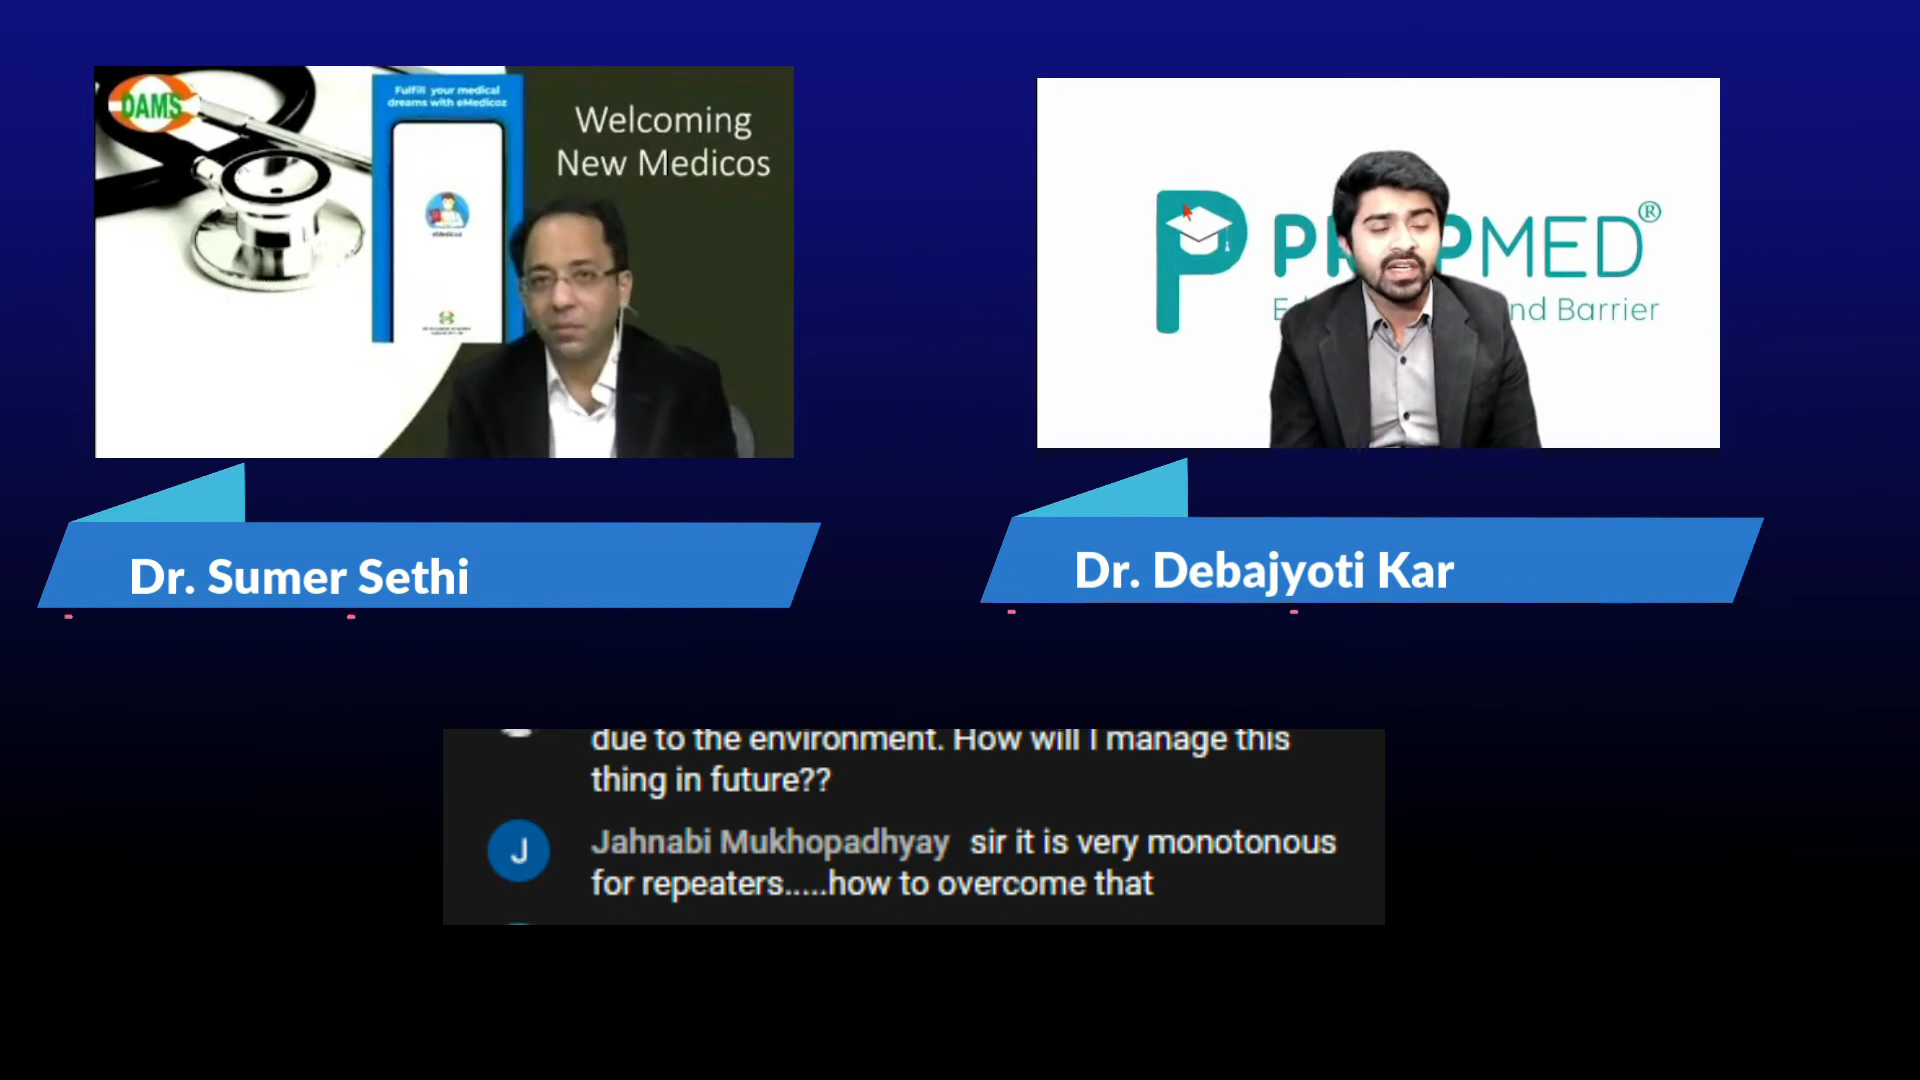 DAMS
Fulfill your medical
dreams with eMedicoz
eMedicoz
Welcoming
New Medicos
MED®
nd Barrier
Dr. Sumer Sethi
Dr. Debajyoti Kar
due to the environment. How will I manage this
thing in future??
J
Jahnabi Mukhopadhyay sir it is very monotonous
for repeaters.....how to overcome that